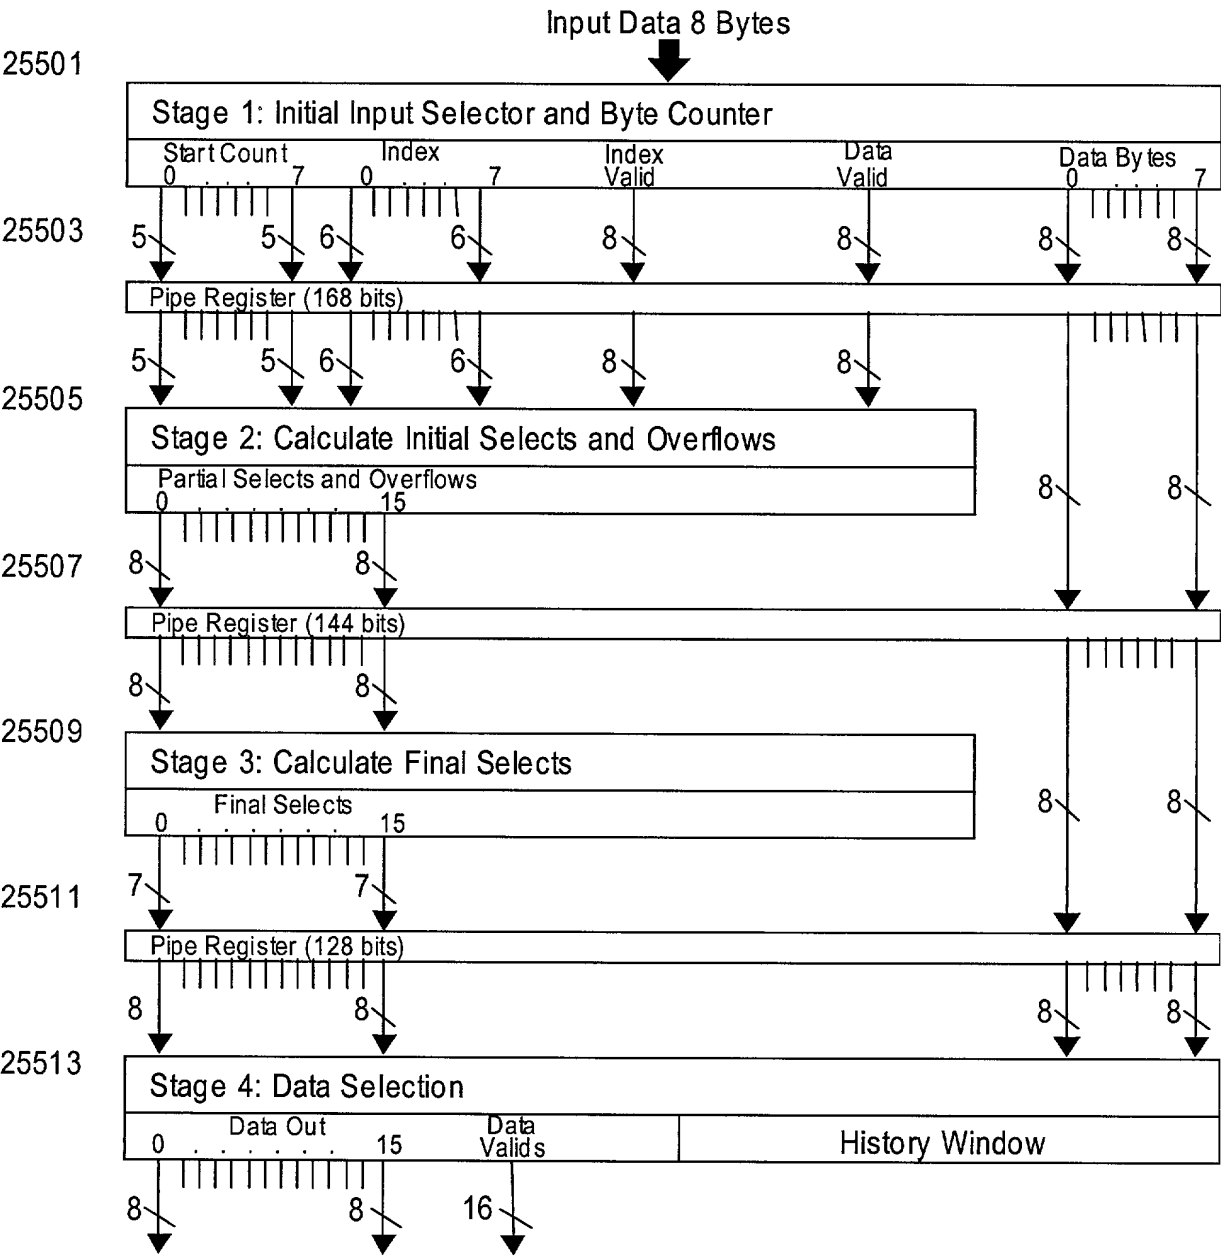 Input Data 8 Bytes
25501
Stage 1: Initial Input Selector and Byte Counter
Start Count Index Index Valid Data Valid Data Bytes
0 . . . 7 0 . . . 7 0 . . . 7
25503
5 5 6 6 8 8 8 8
Pipe Register (168 bits)
5 5 6 6 8 8
25505
Stage 2: Calculate Initial Selects and Overflows
Partial Selects and Overflows
0 . . . . . . 15
8 8
25507
8 8
Pipe Register (144 bits)
8 8
25509
Stage 3: Calculate Final Selects
Final Selects
0 . . . . . . 15
8 8
25511
7 7
Pipe Register (128 bits)
8 8 8 8
25513
Stage 4: Data Selection
Data Out Data Valids History Window
0 . . . . . . 15
8 8 16